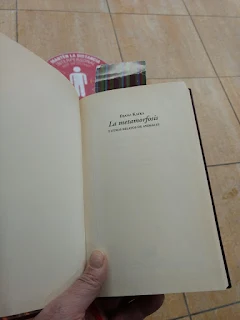 FRANZ KAFKA
La metamorfosis
Y OTROS RELATOS DE ANIMALES